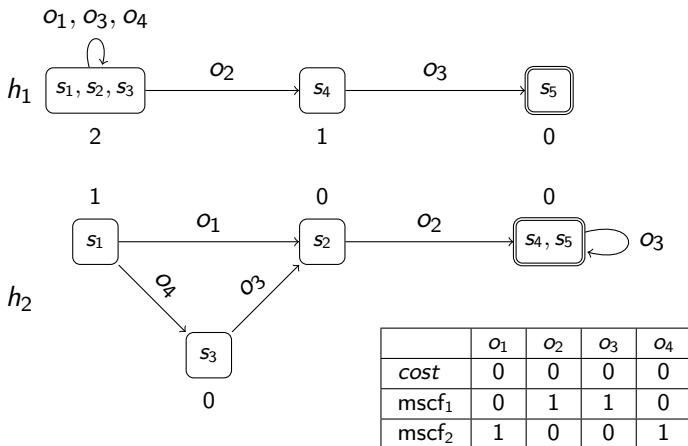 o₁, o₃, o₄
h₁ s₁, s₂, s₃ o₂ s₄ o₃ s₅
2 1 0
1 0 0
s₁ o₁ s₂ o₂ s₄, s₅ o₃
h₂ o₄ o₃
s₃
0
o₁ o₂ o₃ o₄
cost 0 0 0 0
mscf₁ 0 1 1 0
mscf₂ 1 0 0 1